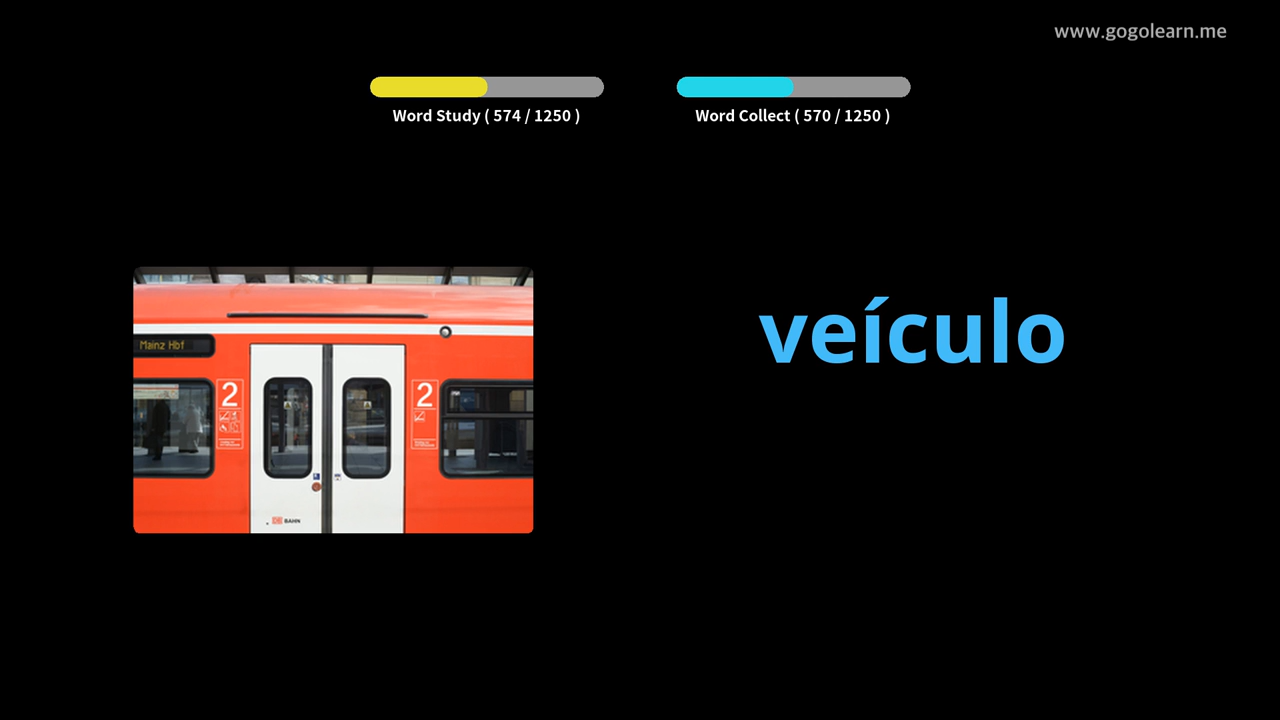 www.gogolearn.me
Word Study ( 574 / 1250 )
Word Collect ( 570 / 1250 )
veículo
Mainz Hbf
2
2
DB BAHN